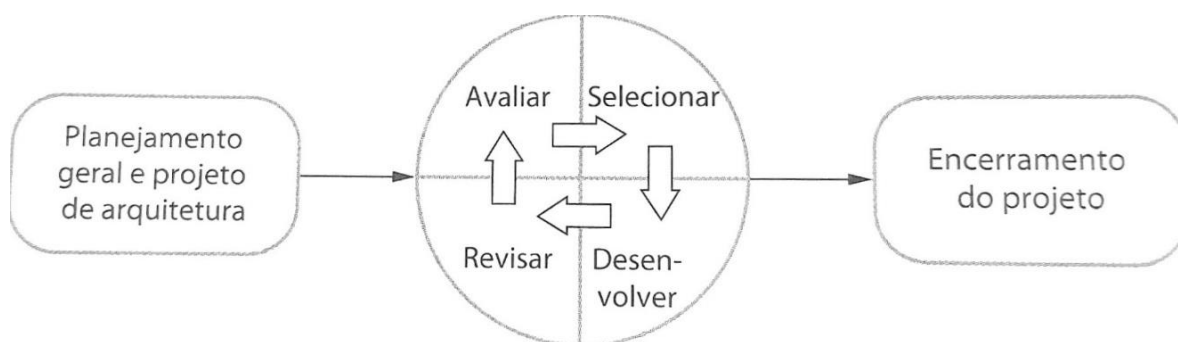 Planejamento
geral e projeto
de arquitetura
Avaliar
Selecionar
Revisar
Desen-
volver
Encerramento
do projeto